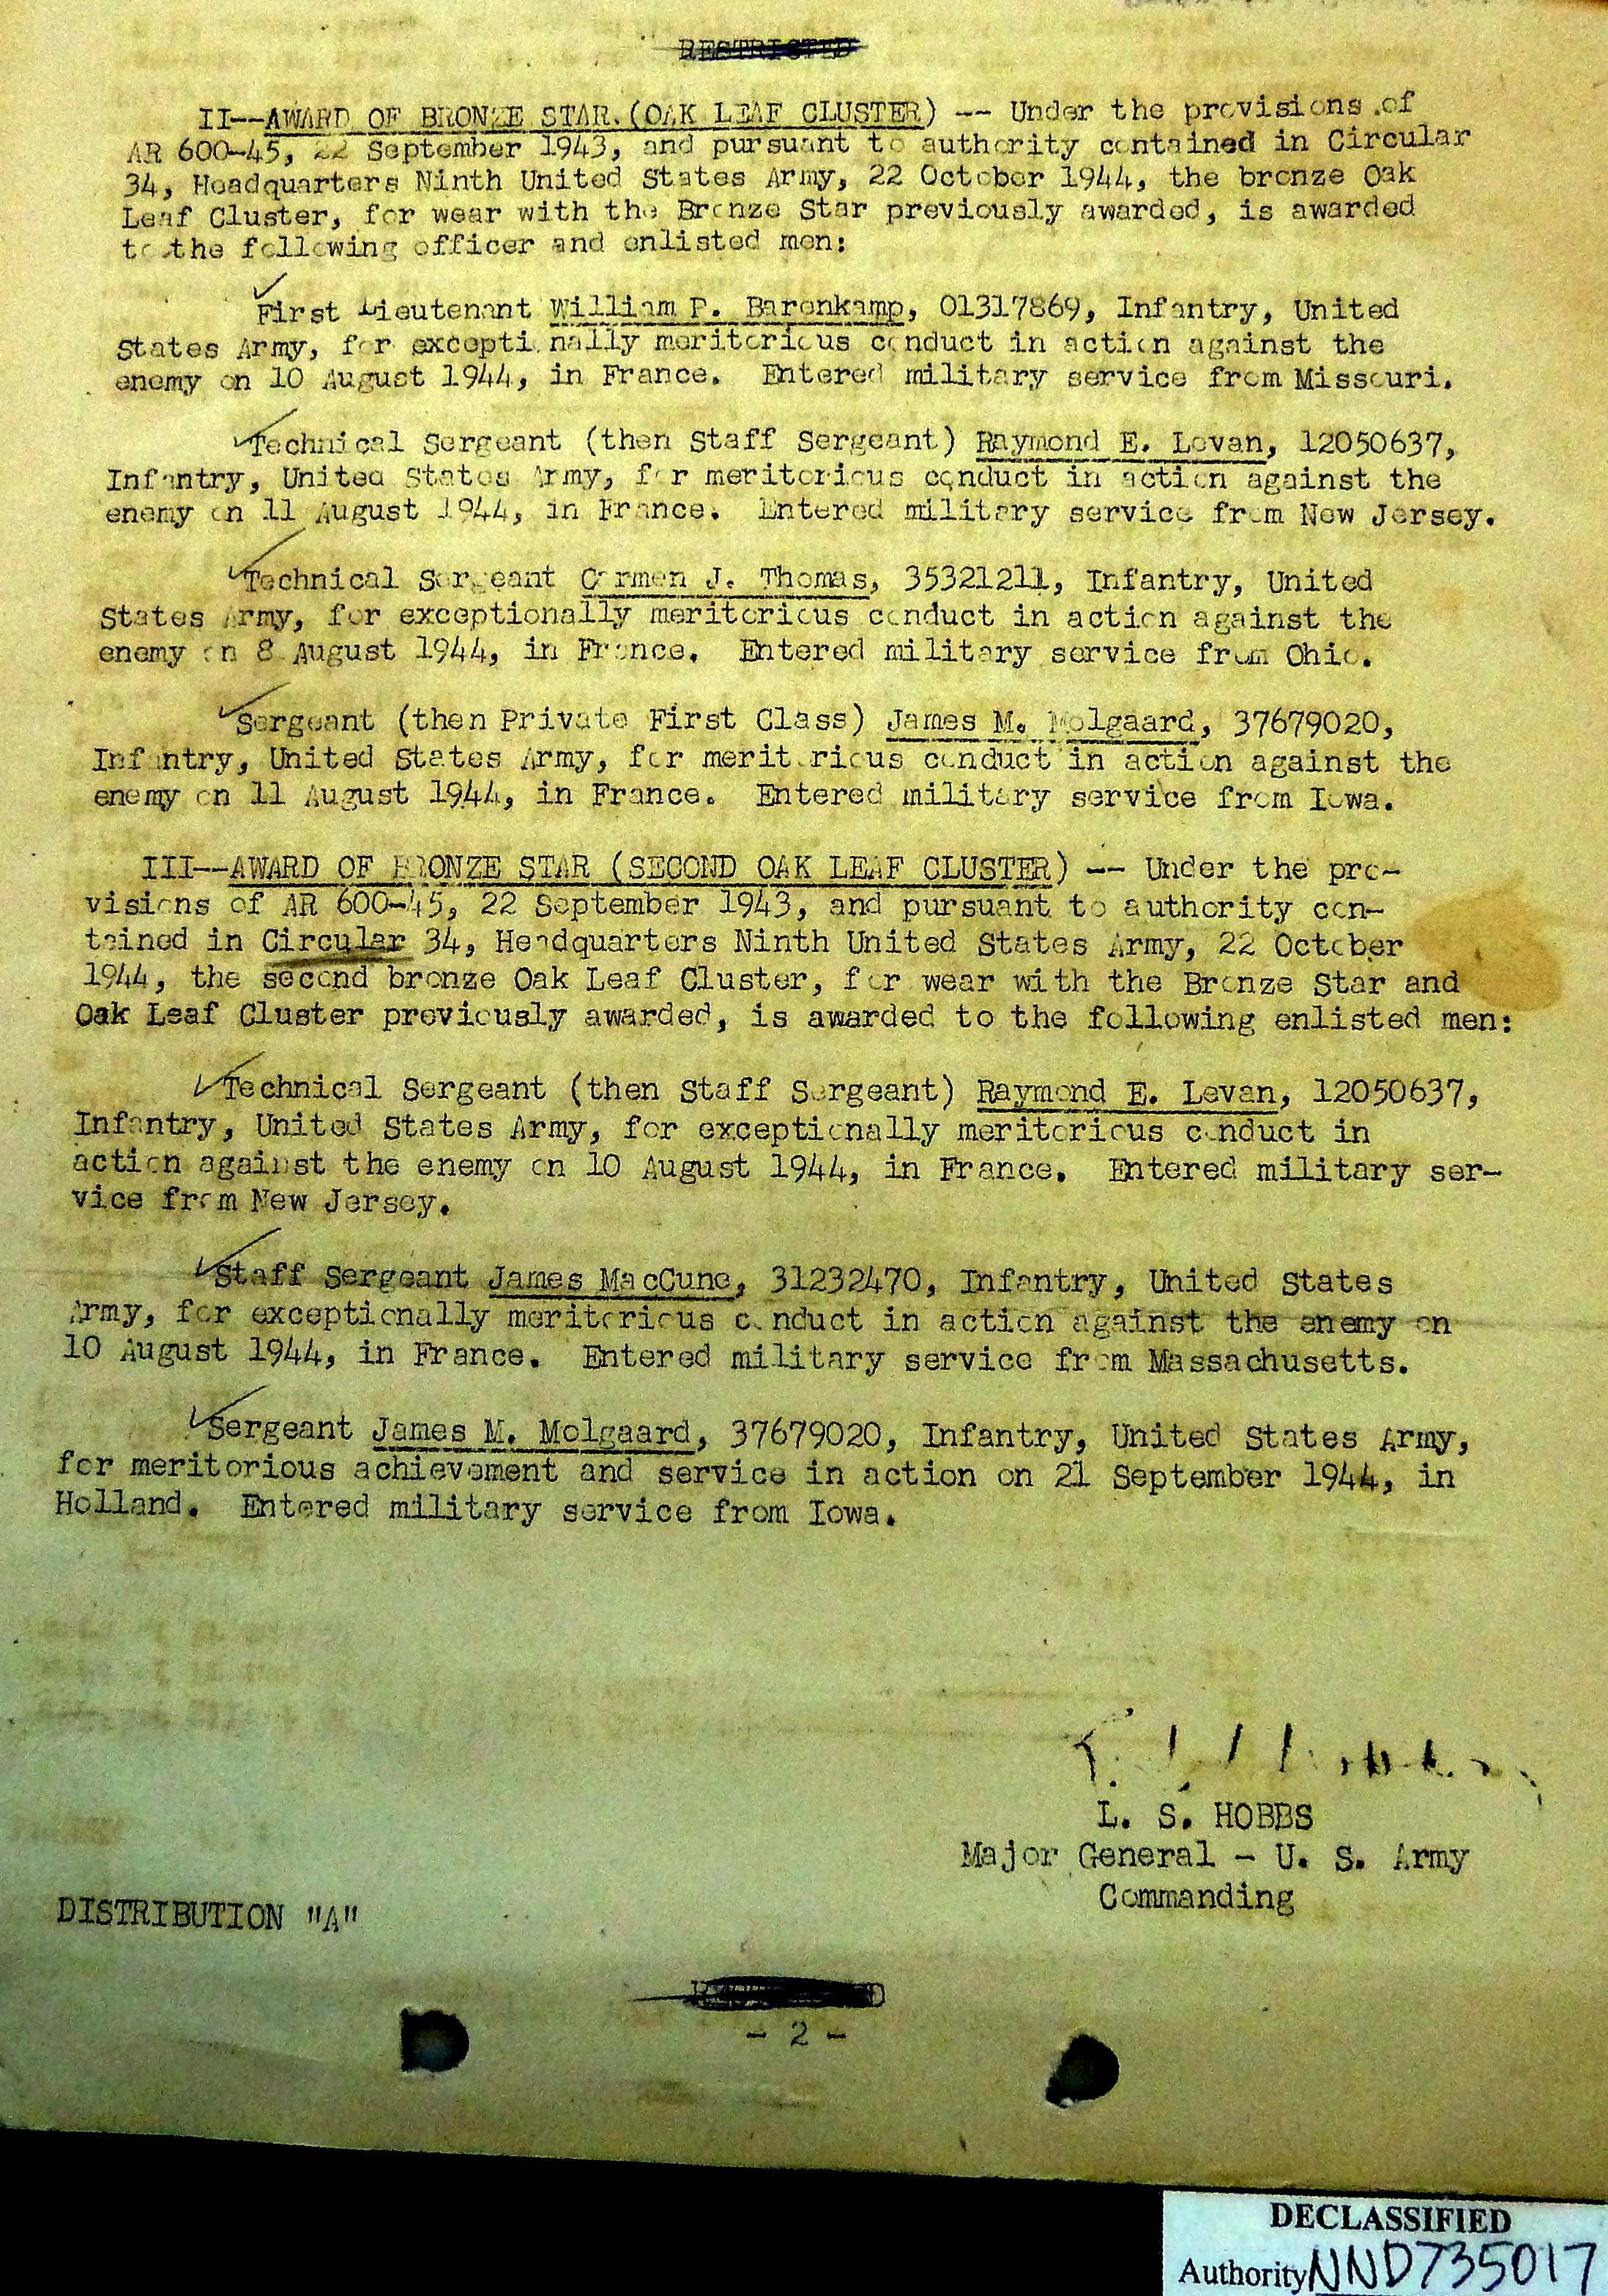 RESTRICTED
II--AWARD OF BRONZE STAR.(OAK LEAF CLUSTER) -- Under the provisions of
AR 600-45, 22 September 1943, and pursuant to authority contained in Circular
34, Headquarters Ninth United States Army, 22 October 1944, the bronze Oak
Leaf Cluster, for wear with the Bronze Star previously awarded, is awarded
to the following officer and enlisted men:
First Lieutenant William P. Barenkamp, 01317869, Infantry, United
States Army, for exceptionally meritorious conduct in action against the
enemy on 10 August 1944, in France. Entered military service from Missouri.
Technical Sergeant (then Staff Sergeant) Raymond E. Levan, 12050637,
Infantry, United States Army, for meritorious conduct in action against the
enemy on 11 August 1944, in France. Entered military service from New Jersey.
Technical Sergeant Carmen J. Thomas, 35321211, Infantry, United
States Army, for exceptionally meritorious conduct in action against the
enemy on 8 August 1944, in France. Entered military service from Ohio.
Sergeant (then Private First Class) James M. Molgaard, 37679020,
Infantry, United States Army, for meritorious conduct in action against the
enemy on 11 August 1944, in France. Entered military service from Iowa.
III--AWARD OF BRONZE STAR (SECOND OAK LEAF CLUSTER) -- Under the pro-
visions of AR 600-45, 22 September 1943, and pursuant to authority con-
tained in Circular 34, Headquarters Ninth United States Army, 22 October
1944, the second bronze Oak Leaf Cluster, for wear with the Bronze Star and
Oak Leaf Cluster previously awarded, is awarded to the following enlisted men:
Technical Sergeant (then Staff Sergeant) Raymond E. Levan, 12050637,
Infantry, United States Army, for exceptionally meritorious conduct in
action against the enemy on 10 August 1944, in France. Entered military ser-
vice from New Jersey.
Staff Sergeant James MacCune, 31232470, Infantry, United States
Army, for exceptionally meritorious conduct in action against the enemy on
10 August 1944, in France. Entered military service from Massachusetts.
Sergeant James M. Molgaard, 37679020, Infantry, United States Army,
for meritorious achievement and service in action on 21 September 1944, in
Holland. Entered military service from Iowa.
L. S. HOBBS
Major General - U. S. Army
Commanding
DISTRIBUTION "A"
- 2 -
DECLASSIFIED
Authority NND735017